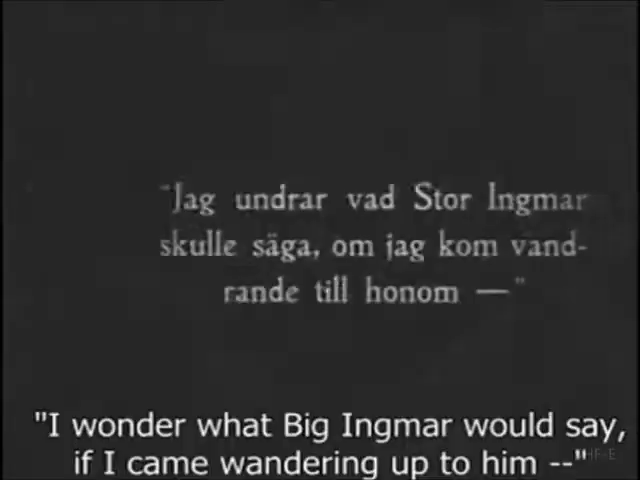 "Jag undrar vad Stor Ingmar
skulle säga, om jag kom vand-
rande till honom —"
"I wonder what Big Ingmar would say,
if I came wandering up to him --"